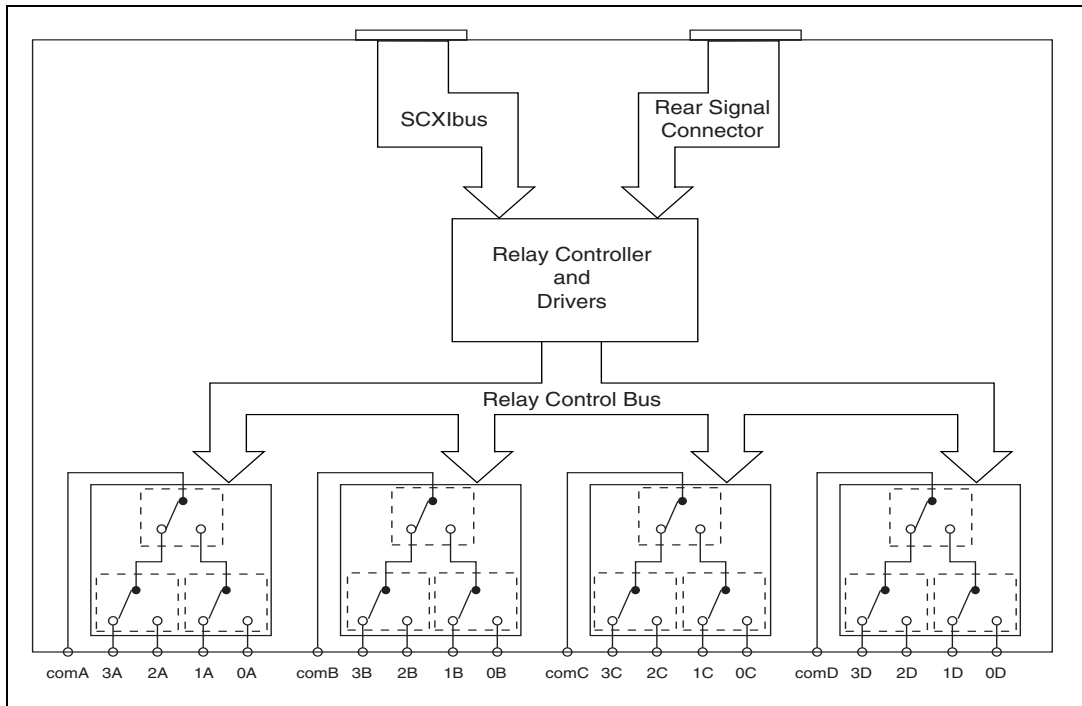 SCXIbus
Rear Signal
Connector
Relay Controller
and
Drivers
Relay Control Bus
comA 3A 2A 1A 0A comB 3B 2B 1B 0B comC 3C 2C 1C 0C comD 3D 2D 1D 0D